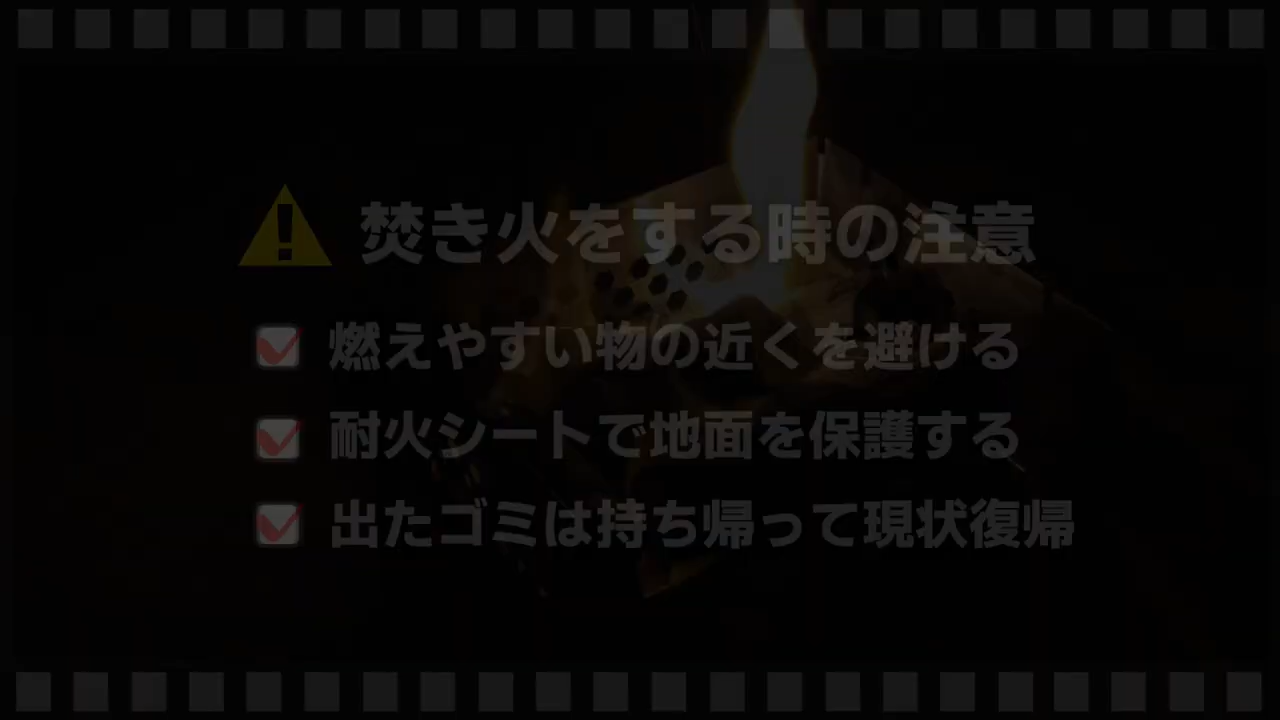 焚き火をする時の注意
燃えやすい物の近くを避ける
耐火シートで地面を保護する
出たゴミは持ち帰って現状復帰